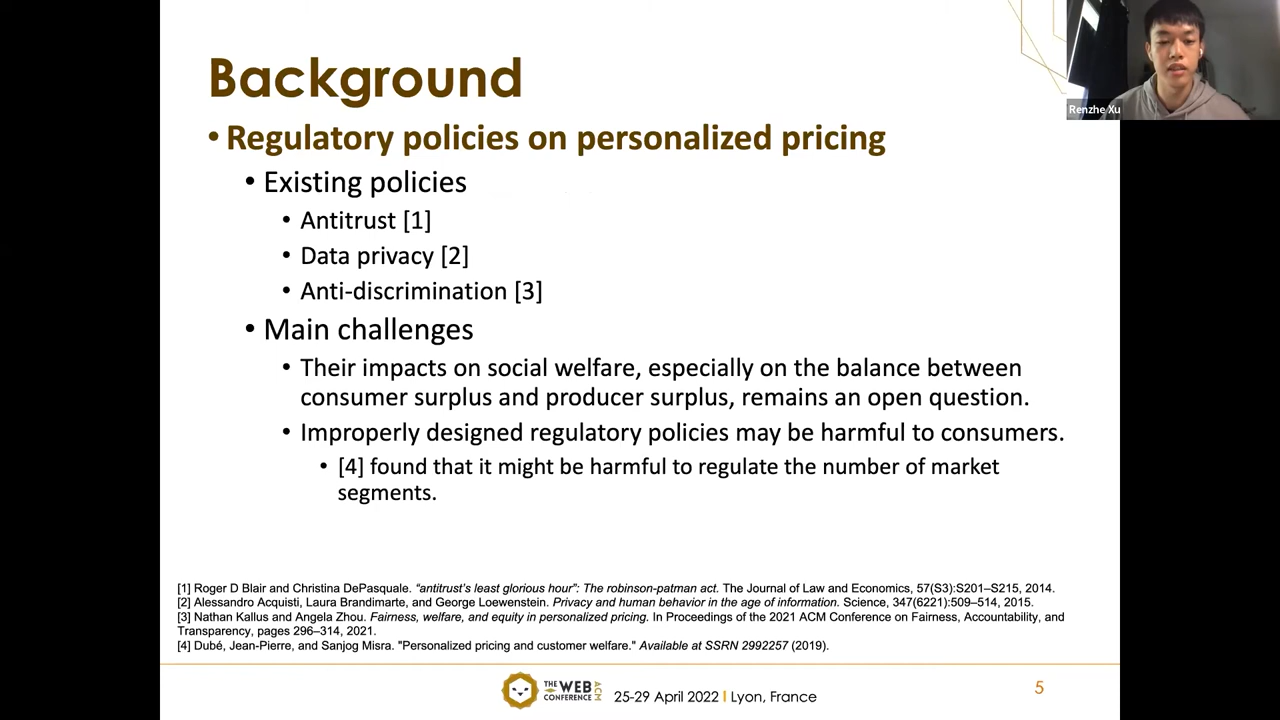 Background
Renzhe Xu
• Regulatory policies on personalized pricing
• Existing policies
• Antitrust [1]
• Data privacy [2]
• Anti-discrimination [3]
• Main challenges
• Their impacts on social welfare, especially on the balance between
consumer surplus and producer surplus, remains an open question.
• Improperly designed regulatory policies may be harmful to consumers.
• [4] found that it might be harmful to regulate the number of market
segments.
[1] Roger D Blair and Christina DePasquale. “antitrust’s least glorious hour”: The robinson-patman act. The Journal of Law and Economics, 57(S3):S201–S215, 2014.
[2] Alessandro Acquisti, Laura Brandimarte, and George Loewenstein. Privacy and human behavior in the age of information. Science, 347(6221):509–514, 2015.
[3] Nathan Kallus and Angela Zhou. Fairness, welfare, and equity in personalized pricing. In Proceedings of the 2021 ACM Conference on Fairness, Accountability, and
Transparency, pages 296–314, 2021.
[4] Dubé, Jean-Pierre, and Sanjog Misra. "Personalized pricing and customer welfare." Available at SSRN 2992257 (2019).
THE WEB CONFERENCE ACM
25-29 April 2022 | Lyon, France
5